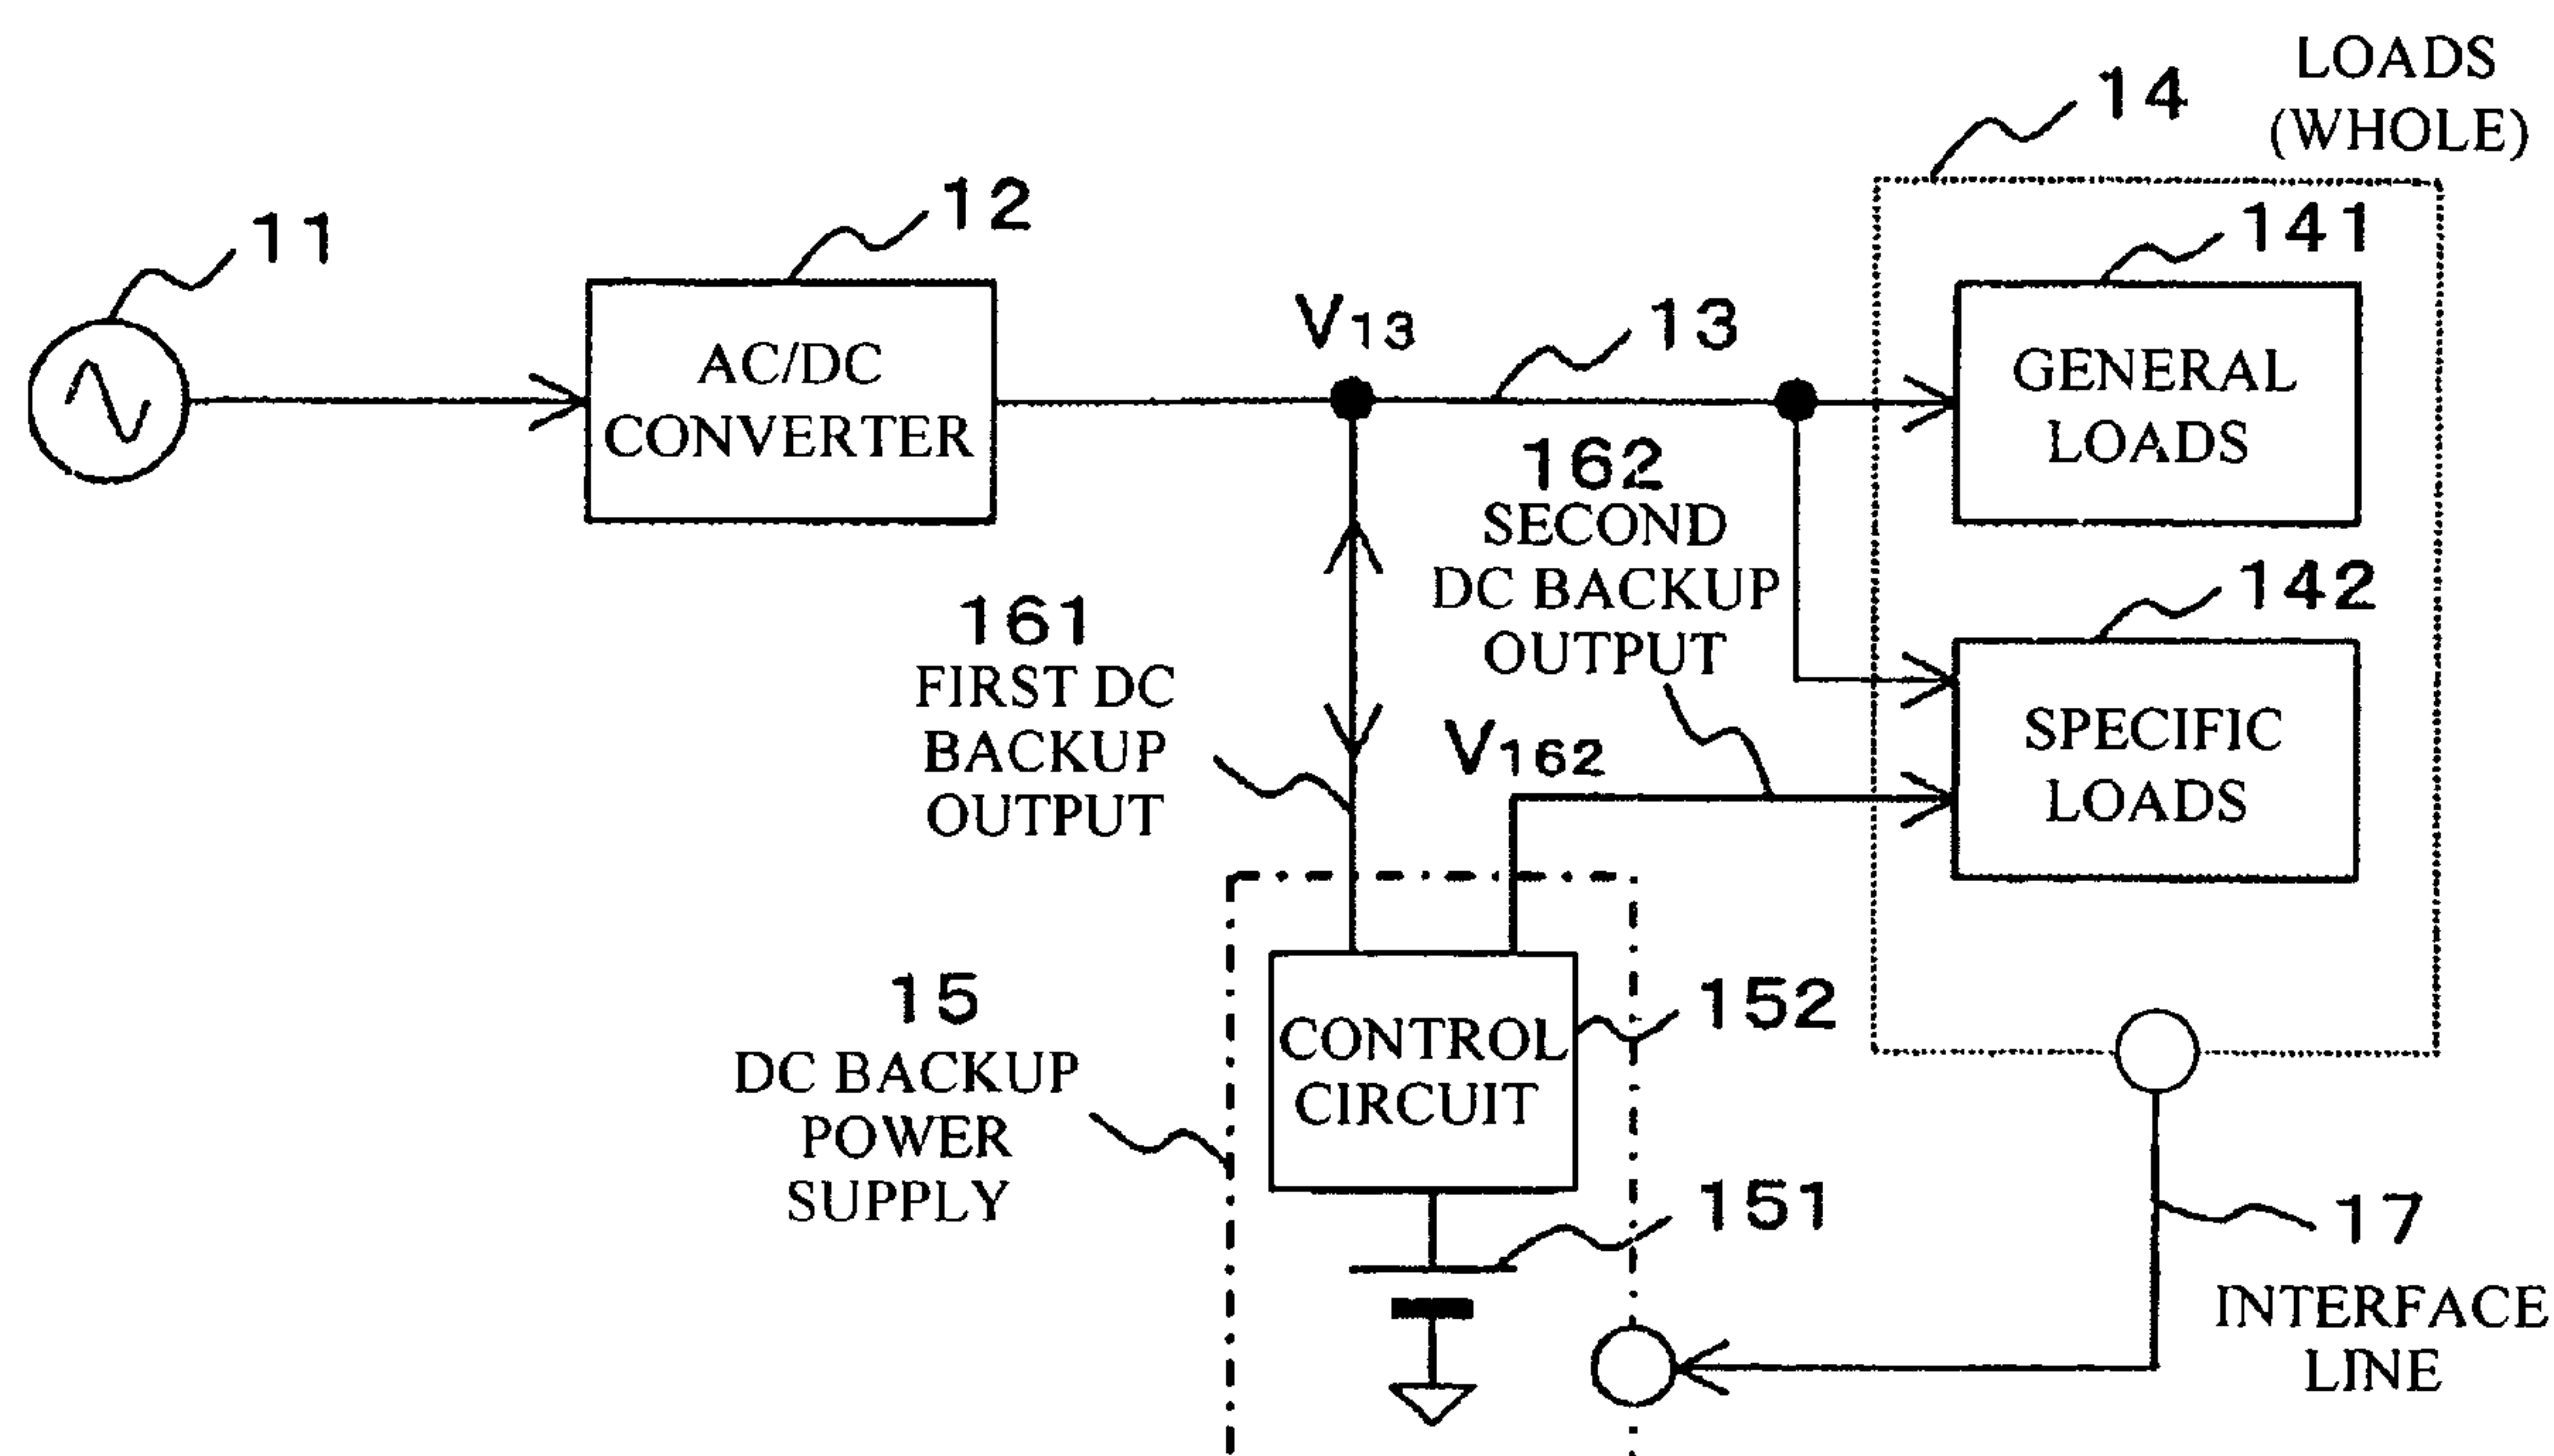 LOADS
(WHOLE)
14
11
12
141
AC/DC
CONVERTER
V13
13
GENERAL
LOADS
162
SECOND
DC BACKUP
OUTPUT
142
161
FIRST DC
BACKUP
OUTPUT
V162
SPECIFIC
LOADS
15
DC BACKUP
POWER
SUPPLY
CONTROL
CIRCUIT
152
151
17
INTERFACE
LINE